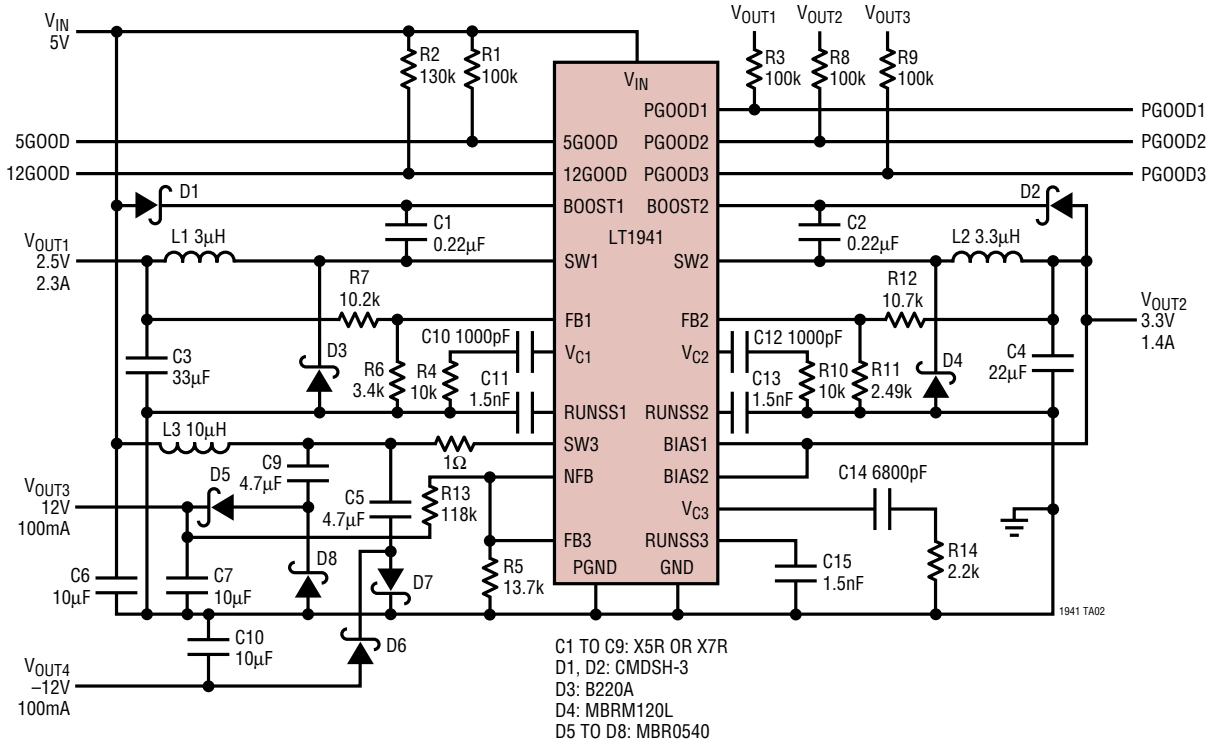 VIN
5V
R2
130k
R1
100k
VOUT1
VOUT2
VOUT3
R3
100k
R8
100k
R9
100k
VIN
PGOOD1
PGOOD1
5GOOD
5GOOD
PGOOD2
PGOOD2
12GOOD
12GOOD
PGOOD3
PGOOD3
D1
BOOST1
BOOST2
D2
C1
0.22µF
LT1941
C2
0.22µF
VOUT1
2.5V
2.3A
L1 3µH
SW1
SW2
L2 3.3µH
R7
10.2k
R12
10.7k
FB1
FB2
VOUT2
3.3V
1.4A
C10 1000pF
C12 1000pF
C3
33µF
D3
R6
3.4k
R4
10k
C11
1.5nF
VC1
VC2
C13
1.5nF
R10
10k
R11
2.49k
D4
C4
22µF
RUNSS1
RUNSS2
L3 10µH
SW3
BIAS1
1Ω
C9
4.7µF
D5
NFB
BIAS2
C14 6800pF
VOUT3
12V
100mA
C5
4.7µF
R13
118k
VC3
FB3
RUNSS3
D8
D7
R5
13.7k
PGND
GND
C15
1.5nF
R14
2.2k
C6
10µF
C7
10µF
1941 TA02
C10
10µF
D6
VOUT4
–12V
100mA
C1 TO C9: X5R OR X7R
D1, D2: CMDSH-3
D3: B220A
D4: MBRM120L
D5 TO D8: MBR0540